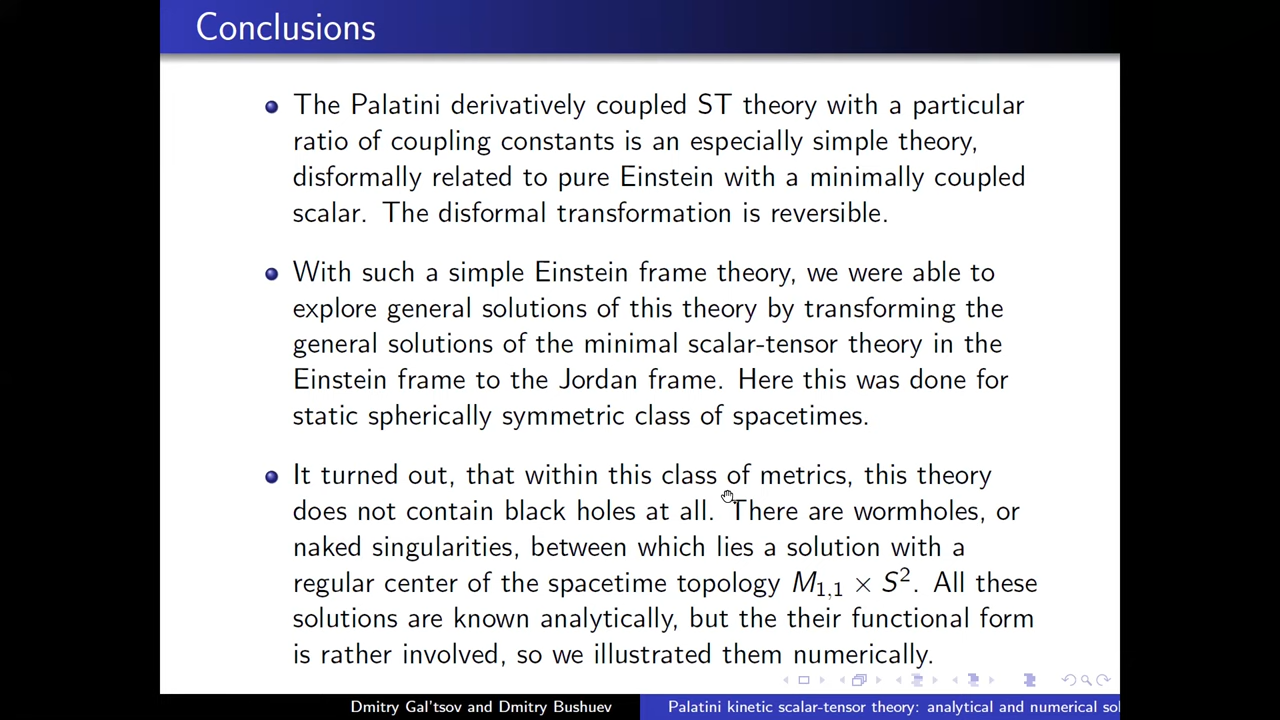 Conclusions
The Palatini derivatively coupled ST theory with a particular
ratio of coupling constants is an especially simple theory,
disformally related to pure Einstein with a minimally coupled
scalar. The disformal transformation is reversible.
With such a simple Einstein frame theory, we were able to
explore general solutions of this theory by transforming the
general solutions of the minimal scalar-tensor theory in the
Einstein frame to the Jordan frame. Here this was done for
static spherically symmetric class of spacetimes.
It turned out, that within this class of metrics, this theory
does not contain black holes at all. There are wormholes, or
naked singularities, between which lies a solution with a
regular center of the spacetime topology $M_{1,1} \times S^2$. All these
solutions are known analytically, but the their functional form
is rather involved, so we illustrated them numerically.
Dmitry Gal'tsov and Dmitry Bushuev
Palatini kinetic scalar-tensor theory: analytical and numerical sol